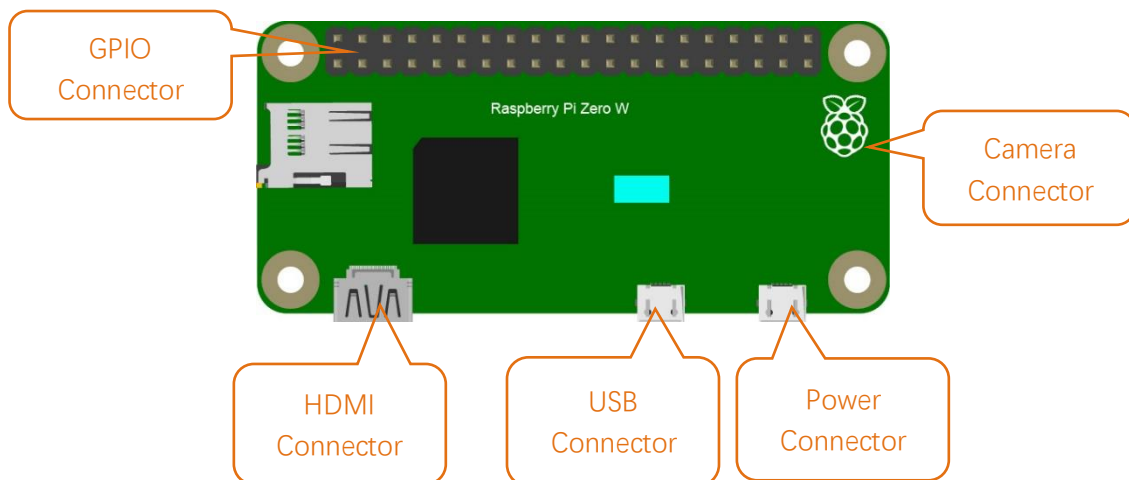 GPIO
Connector
Raspberry Pi Zero W
Camera
Connector
HDMI
Connector
USB
Connector
Power
Connector